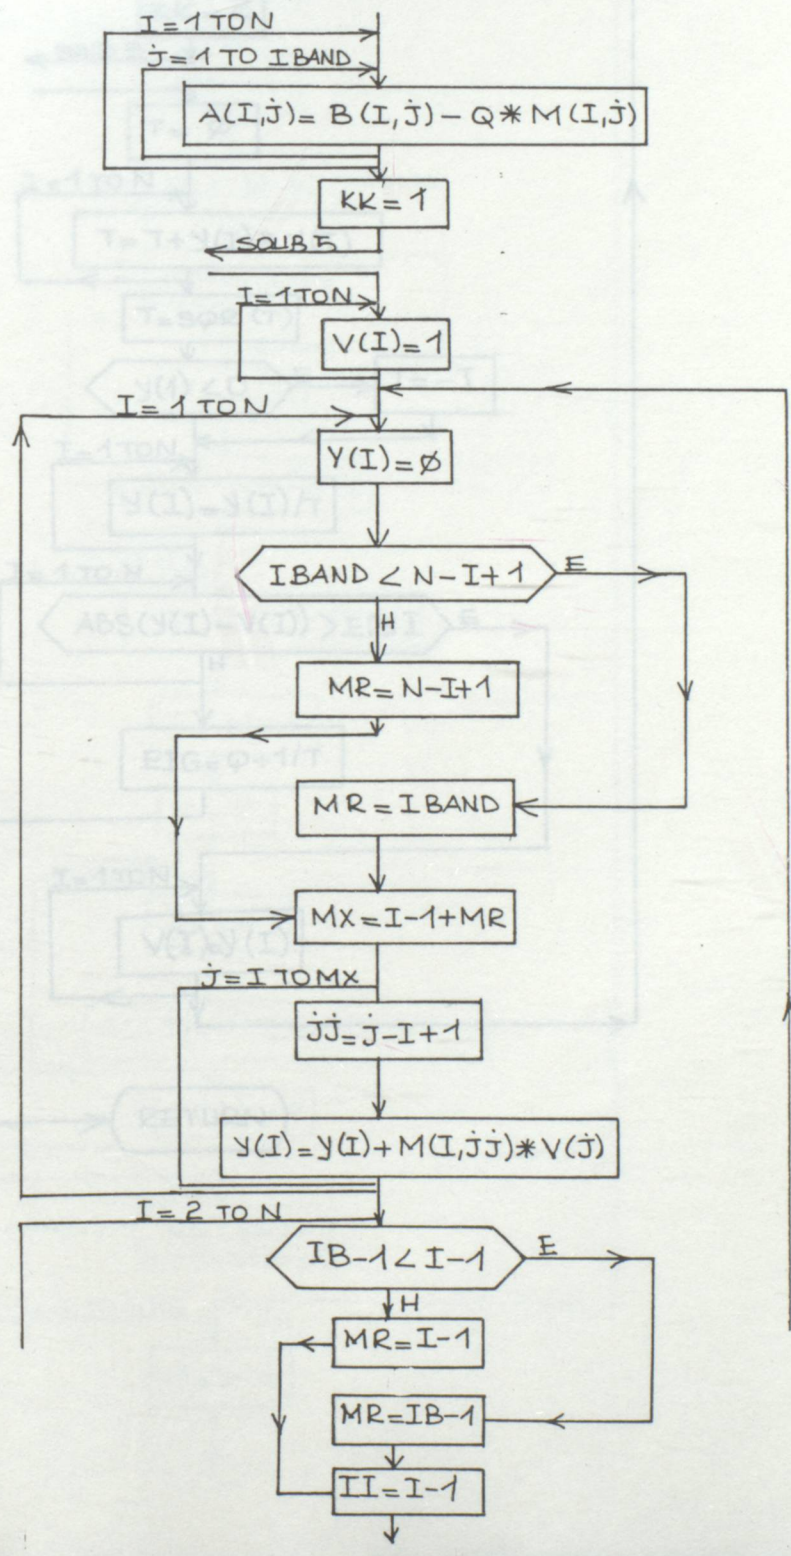 I=1 TO N
j=1 TO IBAND
A(I,j)= B(I,j)-Q*M(I,j)
KK=1
SOLIB5
I=1 TO N
V(I)=1
I=1 TO N
Y(I)=ø
IBAND < N-I+1
E
H
MR=N-I+1
MR=IBAND
MX=I-1+MR
j=I TO MX
jj=j-I+1
Y(I)=Y(I)+M(I,jj)*V(j)
I=2 TO N
IB-1<I-1
E
H
MR=I-1
MR=IB-1
II=I-1